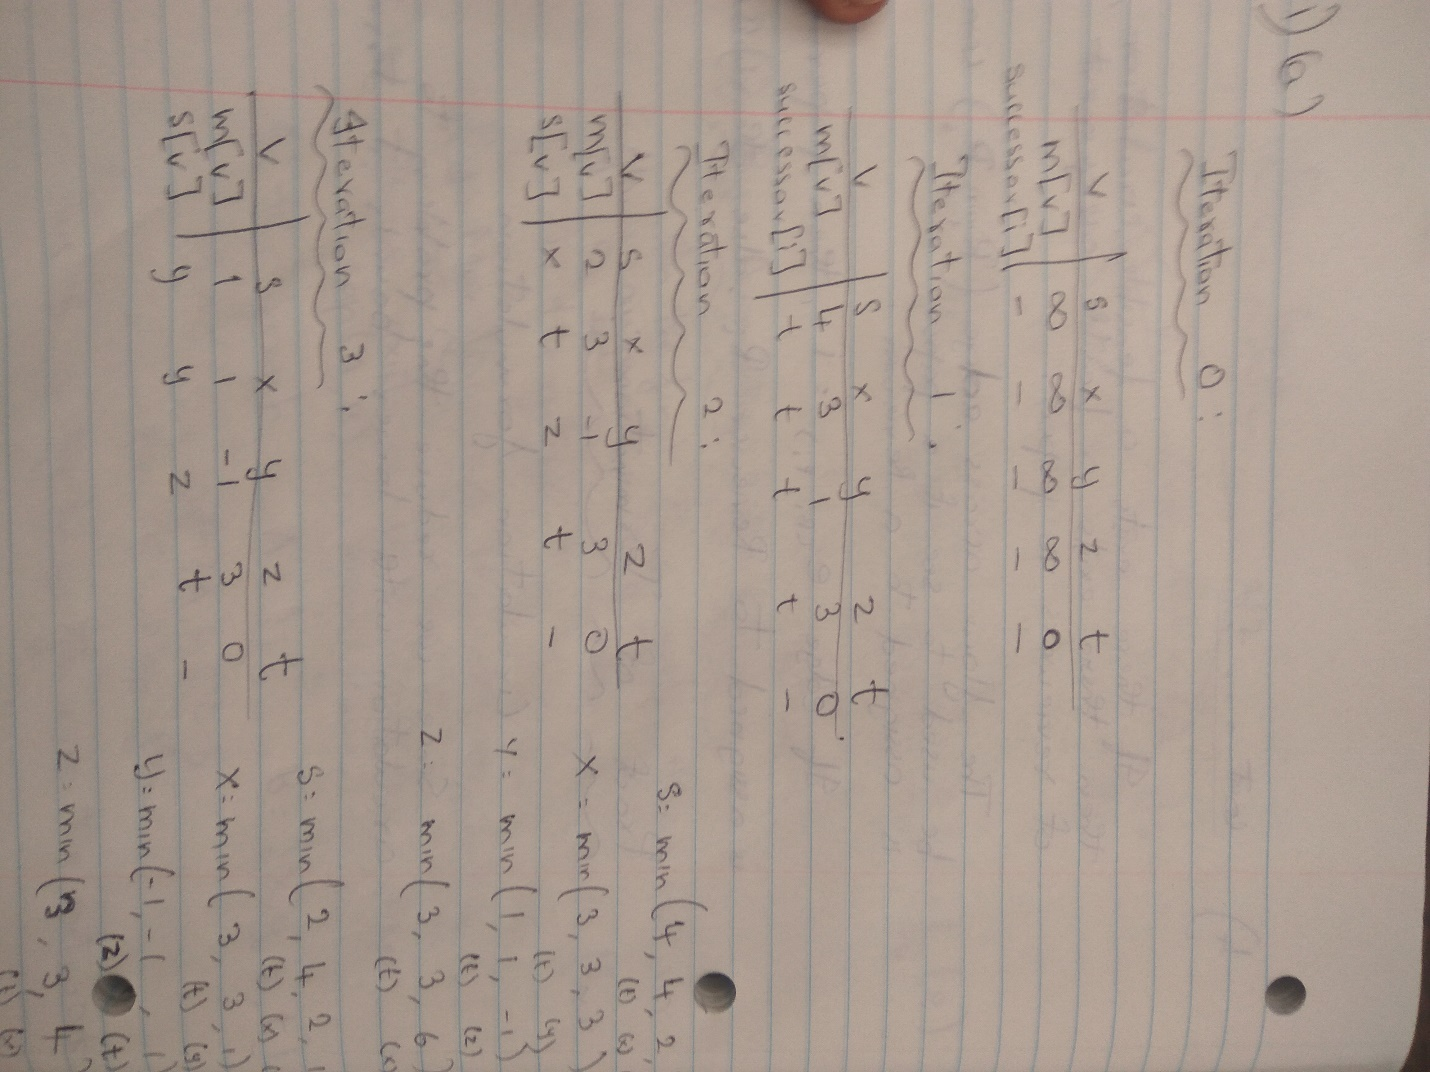 1) (a)
Iteration 0:
v | s x y z t
m[v] | ∞ ∞ ∞ ∞ 0
successor[i] | - - - - -
Iteration 1:
v | s x y z t
m[v] | 4 3 1 3 0
successor[i] | t t t t -
Iteration 2:
v | s x y z t
m[v] | 2 3 -1 3 0
s[v] | x t z t -
s: min(4, 4, 2,
(t) (x)
x = min(3, 3, 3)
(t) (y)
y: min(1, 1, -1)
(t) (z)
z: min(3, 3, 6)
(t) (x)
Iteration 3:
v | s x y z t
m[v] | 1 1 -1 3 0
s[v] | y y z t -
s: min(2, 4, 2, 1
(t) (x)
x = min(3, 3, 1)
(t) (y)
y: min(-1, -1, 1)
(z) (t)
z: min(3, 3, 4)
(t) (x)